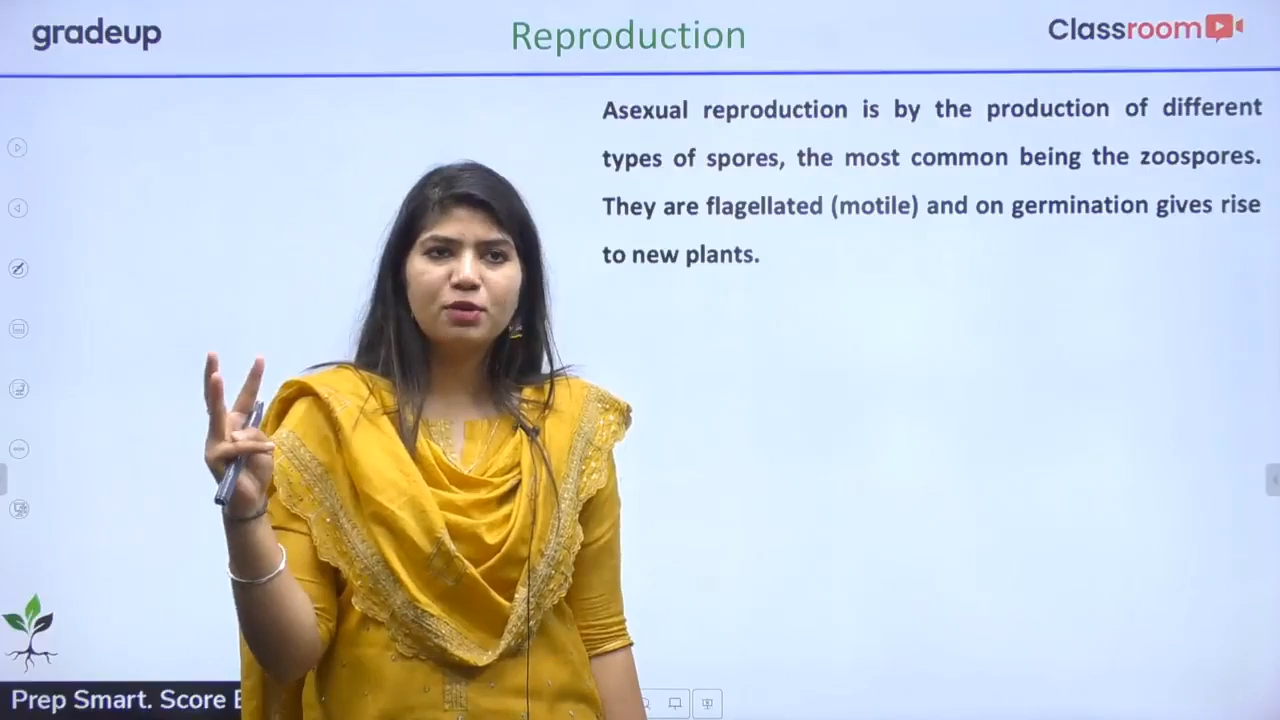 gradeup
Reproduction
Classroom
Asexual reproduction is by the production of different
types of spores, the most common being the zoospores.
They are flagellated (motile) and on germination gives rise
to new plants.
Prep Smart. Score